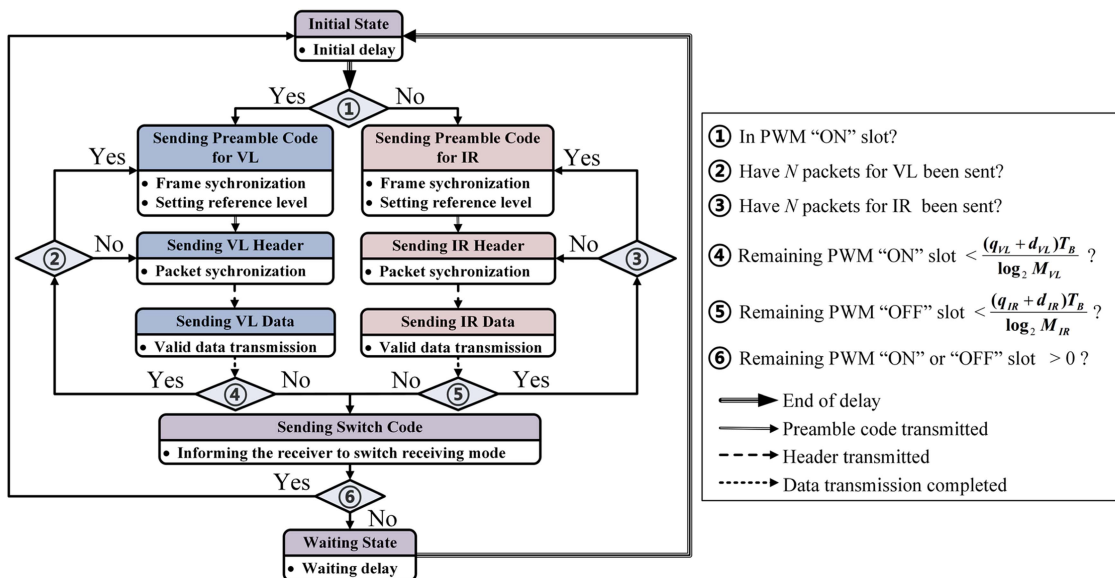 Initial State
• Initial delay
Yes
①
No
Sending Preamble Code
for VL
• Frame sychronization
• Setting reference level
Sending Preamble Code
for IR
• Frame sychronization
• Setting reference level
Yes
Yes
②
No
Sending VL Header
• Packet sychronization
Sending IR Header
• Packet sychronization
No
③
Sending VL Data
• Valid data transmission
Sending IR Data
• Valid data transmission
Yes
④
No
No
⑤
Yes
Sending Switch Code
• Informing the receiver to switch receiving mode
Yes
⑥
No
Waiting State
• Waiting delay
① In PWM “ON” slot?
② Have N packets for VL been sent?
③ Have N packets for IR been sent?
④ Remaining PWM “ON” slot < (q_VL + d_VL)T_B / log₂ M_VL ?
⑤ Remaining PWM “OFF” slot < (q_IR + d_IR)T_B / log₂ M_IR ?
⑥ Remaining PWM “ON” or “OFF” slot > 0 ?
End of delay
Preamble code transmitted
Header transmitted
Data transmission completed